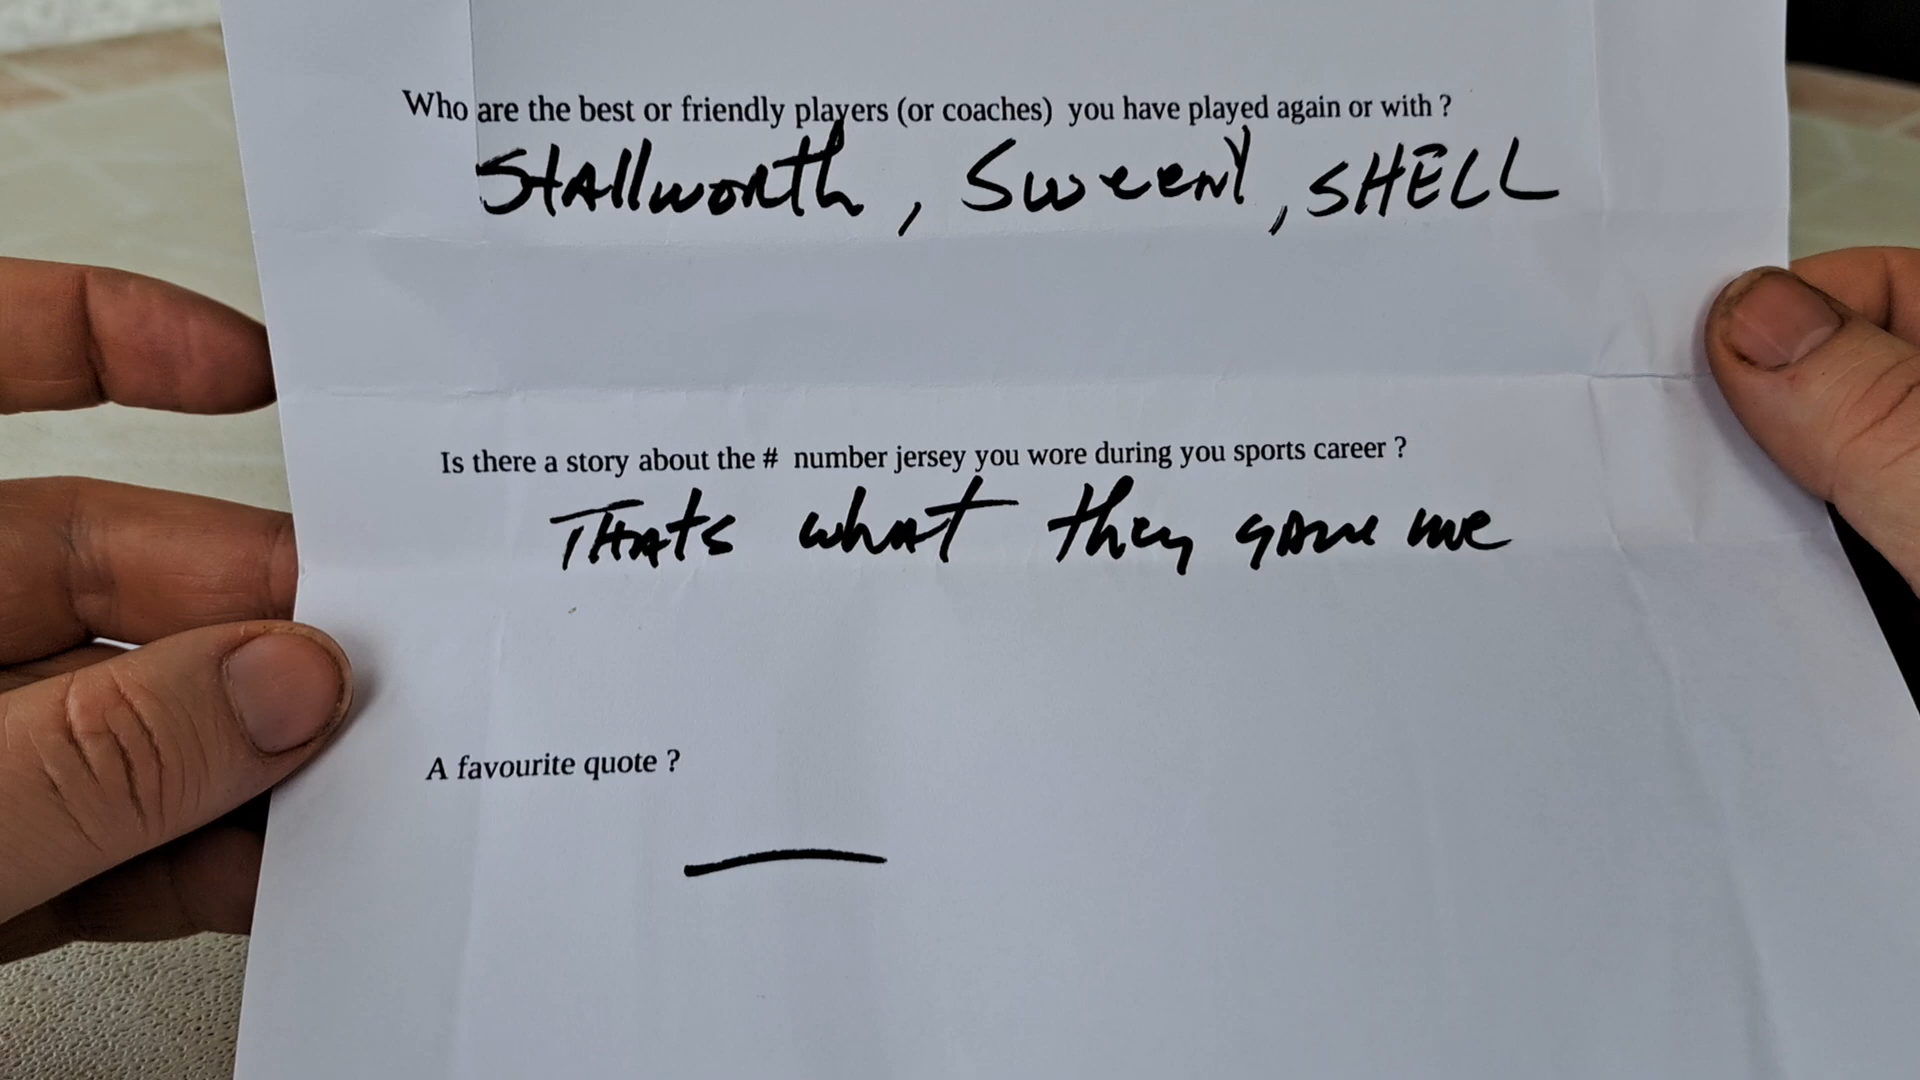 Who are the best or friendly players (or coaches) you have played again or with ?
Stallworth, Sweeny, SHELL
Is there a story about the # number jersey you wore during you sports career ?
Thats what they gave me
A favourite quote ?